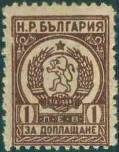 Н.Р. БЪЛГАРИЯ
1 ЛЕВ 1
ЗА ДОПЛАЩАНЕ